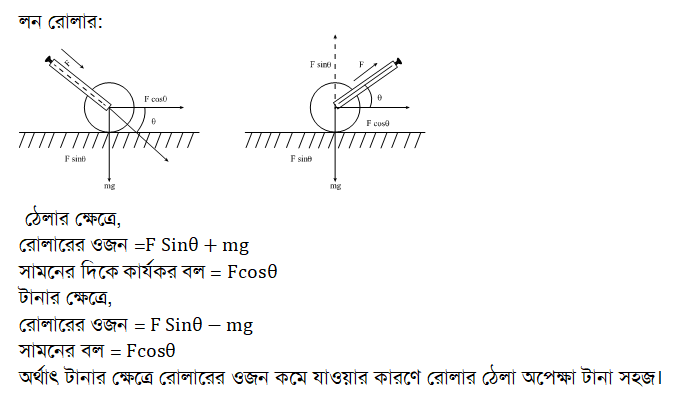 লন রোলার:
F
F cosθ
θ
F sinθ
mg
F sinθ
F
θ
F cosθ
F sinθ
mg
ঠেলার ক্ষেত্রে,
রোলারের ওজন =F Sinθ + mg
সামনের দিকে কার্যকর বল = Fcosθ
টানার ক্ষেত্রে,
রোলারের ওজন = F Sinθ − mg
সামনের বল = Fcosθ
অর্থাৎ টানার ক্ষেত্রে রোলারের ওজন কমে যাওয়ার কারণে রোলার ঠেলা অপেক্ষা টানা সহজ।